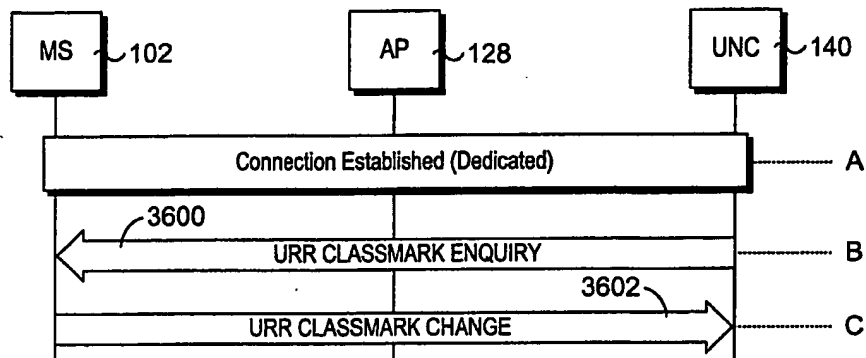 MS 102 AP 128 UNC 140
Connection Established (Dedicated) A
3600
URR CLASSMARK ENQUIRY B
3602
URR CLASSMARK CHANGE C